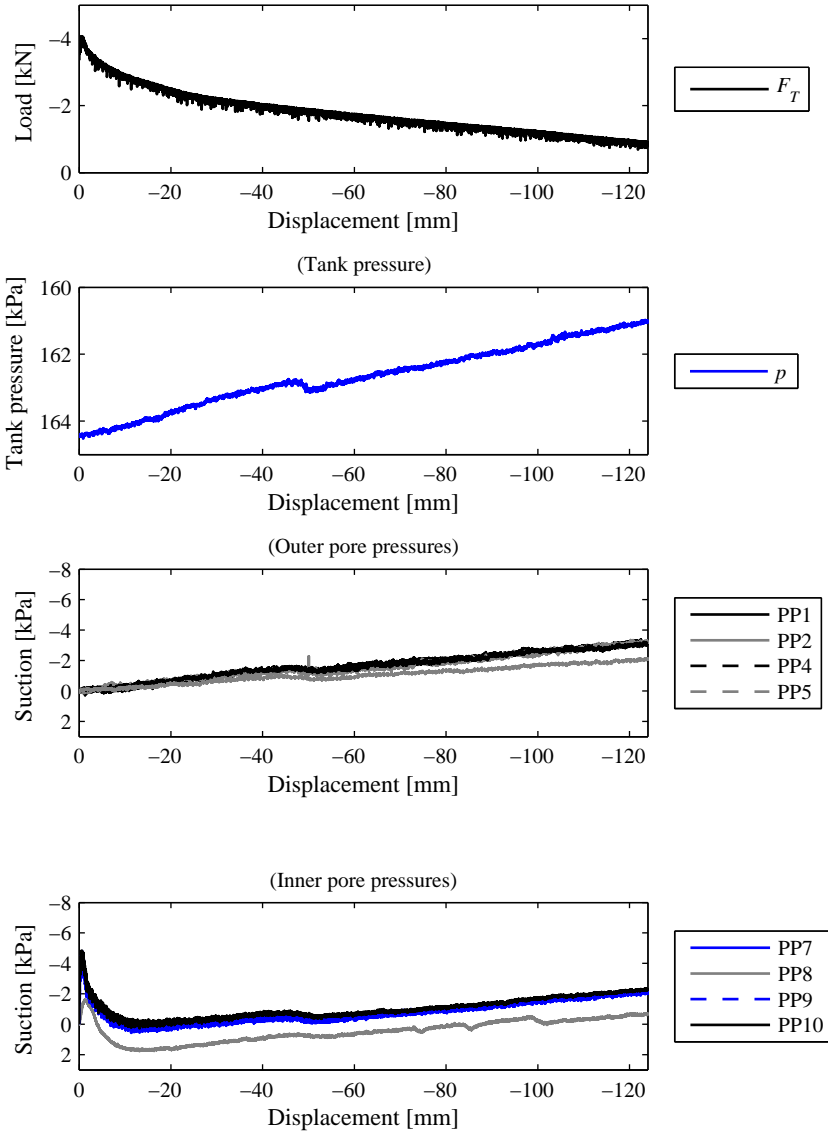 −4
−2
0
0 −20 −40 −60 −80 −100 −120
Load [kN]
Displacement [mm]
F_T
(Tank pressure)
160
162
164
0 −20 −40 −60 −80 −100 −120
Tank pressure [kPa]
Displacement [mm]
p
(Outer pore pressures)
−8
−6
−4
−2
0
2
0 −20 −40 −60 −80 −100 −120
Suction [kPa]
Displacement [mm]
PP1
PP2
PP4
PP5
(Inner pore pressures)
−8
−6
−4
−2
0
2
0 −20 −40 −60 −80 −100 −120
Suction [kPa]
Displacement [mm]
PP7
PP8
PP9
PP10